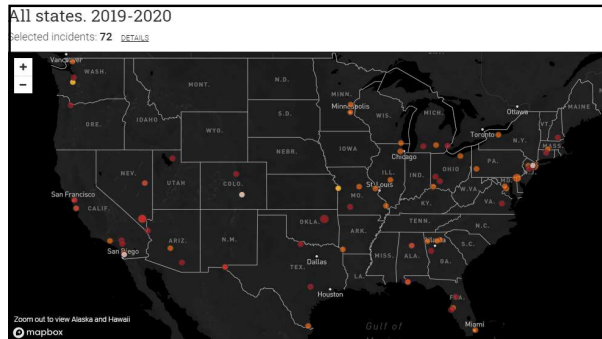 All states. 2019-2020
Selected incidents: 72 DETAILS
+
−
Vancouver
WASH.
MONT.
N.D.
MINN.
Minneapolis
ORE.
IDAHO
WYO.
S.D.
WIS.
MICH.
Ottawa
MAINE
VT.
Toronto
N.Y.
MASS.
NEBR.
IOWA
Chicago
NEV.
UTAH
COLO.
ILL.
IND.
OHIO
PA.
MD.
San Francisco
CALIF.
St Louis
MO.
KY.
W.VA.
VA.
OKLA.
ARK.
TENN.
N.C.
San Diego
ARIZ.
N.M.
Dallas
MISS.
ALA.
Atlanta
GA.
S.C.
TEX.
LA.
Houston
FLA.
Miami
Gulf of
Zoom out to view Alaska and Hawaii
mapbox